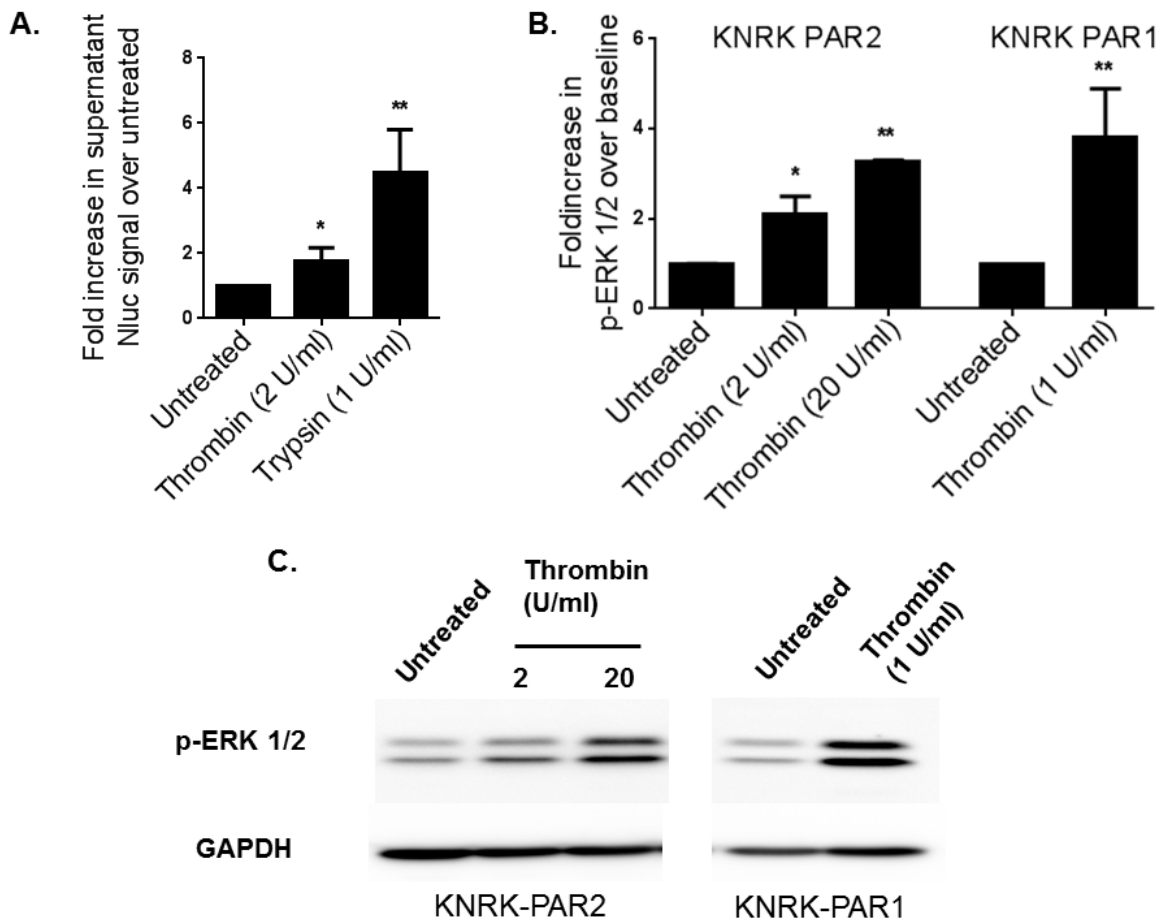 A.
Fold increase in supernatant
Nluc signal over untreated
8
6
4
2
0
*
**
Untreated
Thrombin (2 U/ml)
Trypsin (1 U/ml)
B.
KNRK PAR2
KNRK PAR1
Foldincrease in
p-ERK 1/2 over baseline
6
4
2
0
*
**
**
Untreated
Thrombin (2 U/ml)
Thrombin (20 U/ml)
Untreated
Thrombin (1 U/ml)
C.
Untreated
Thrombin
(U/ml)
2 20
Untreated
Thrombin
(1 U/ml)
p-ERK 1/2
GAPDH
KNRK-PAR2
KNRK-PAR1